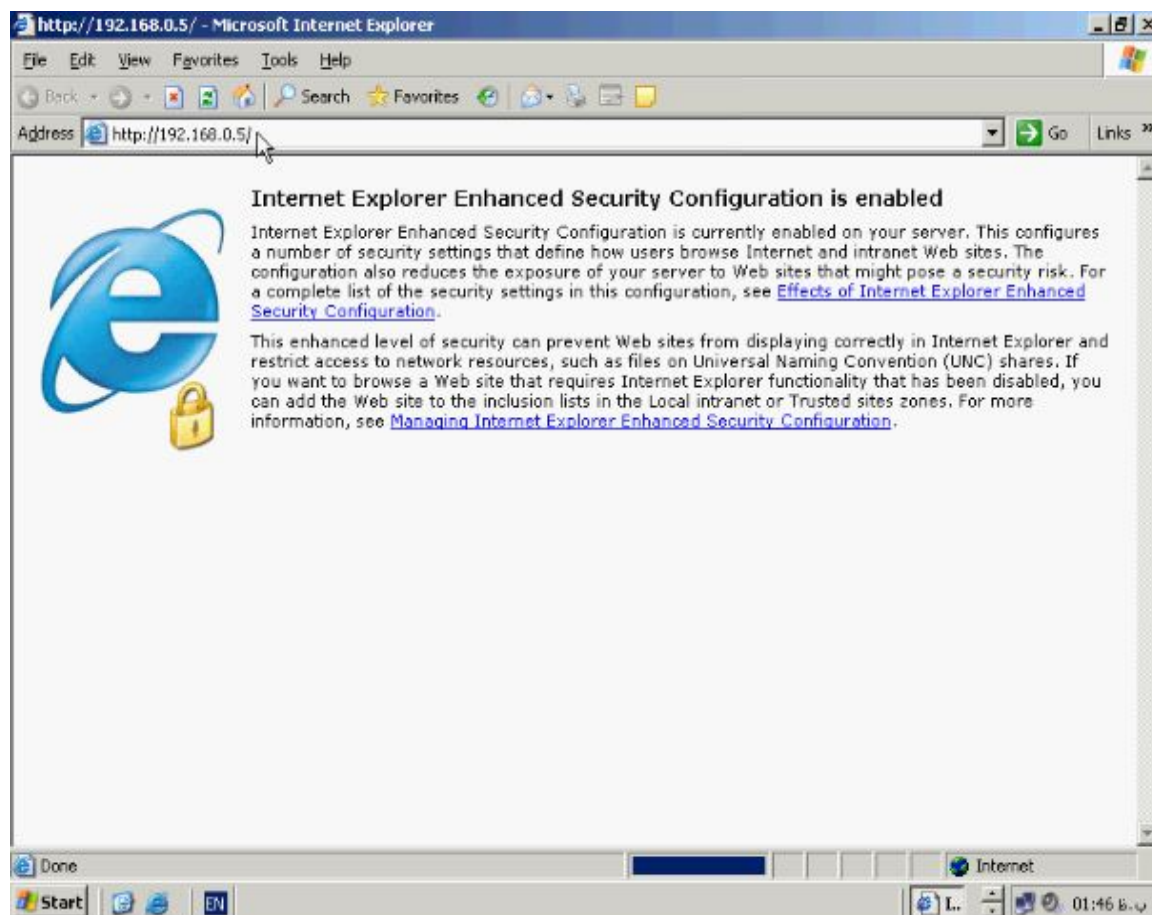 http://192.168.0.5/ - Microsoft Internet Explorer
File Edit View Favorites Tools Help
Back Search Favorites
Address http://192.168.0.5/ Go Links »
Internet Explorer Enhanced Security Configuration is enabled
Internet Explorer Enhanced Security Configuration is currently enabled on your server. This configures
a number of security settings that define how users browse Internet and intranet Web sites. The
configuration also reduces the exposure of your server to Web sites that might pose a security risk. For
a complete list of the security settings in this configuration, see Effects of Internet Explorer Enhanced
Security Configuration.
This enhanced level of security can prevent Web sites from displaying correctly in Internet Explorer and
restrict access to network resources, such as files on Universal Naming Convention (UNC) shares. If
you want to browse a Web site that requires Internet Explorer functionality that has been disabled, you
can add the Web site to the inclusion lists in the Local intranet or Trusted sites zones. For more
information, see Managing Internet Explorer Enhanced Security Configuration.
Done Internet
Start EN I.. 01:46